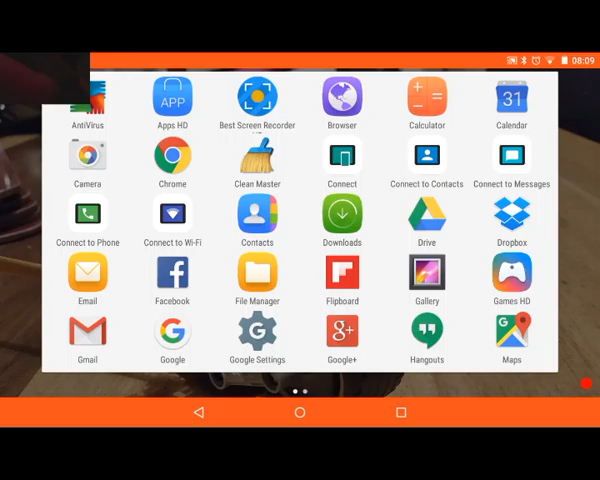 08:09
AntiVirus Apps HD Best Screen Recorder Browser Calculator Calendar
APP 31
Camera Chrome Clean Master Connect Connect to Contacts Connect to Messages
Connect to Phone Connect to Wi-Fi Contacts Downloads Drive Dropbox
Email Facebook File Manager Flipboard Gallery Games HD
G g+ G
Gmail Google Google Settings Google+ Hangouts Maps